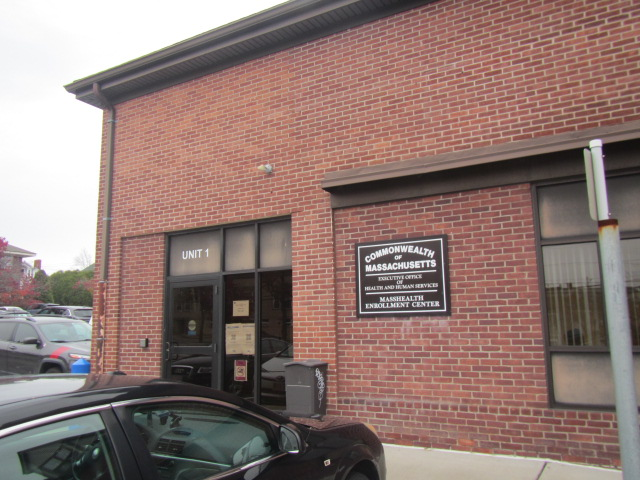 UNIT 1
COMMONWEALTH
OF
MASSACHUSETTS
EXECUTIVE OFFICE
OF
HEALTH AND HUMAN SERVICES
MASSHEALTH
ENROLLMENT CENTER